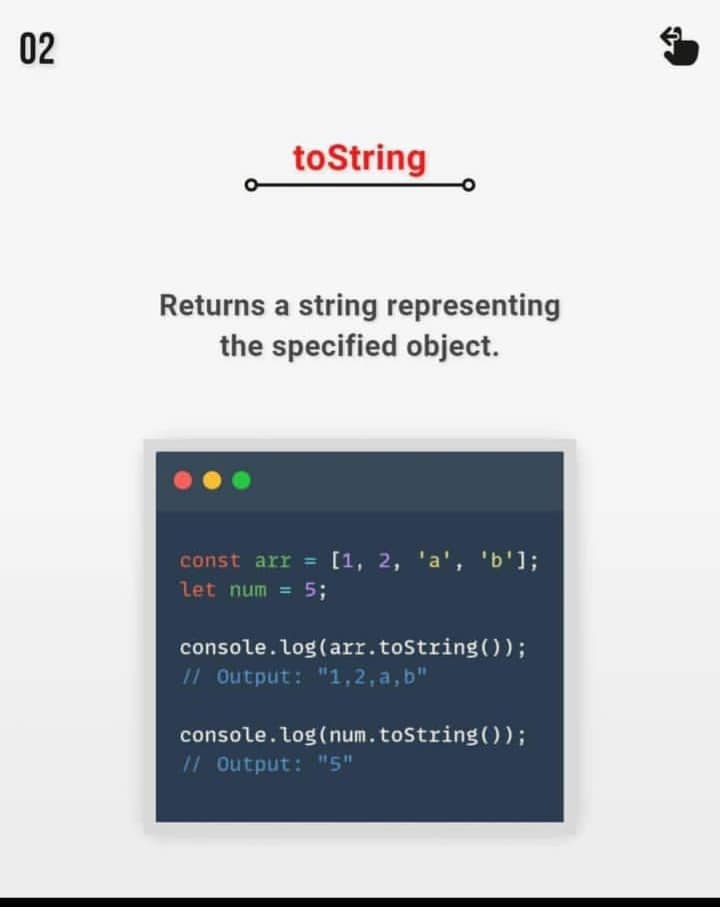 02
toString
Returns a string representing
the specified object.
const arr = [1, 2, 'a', 'b'];
let num = 5;
console.log(arr.toString());
// Output: "1,2,a,b"
console.log(num.toString());
// Output: "5"